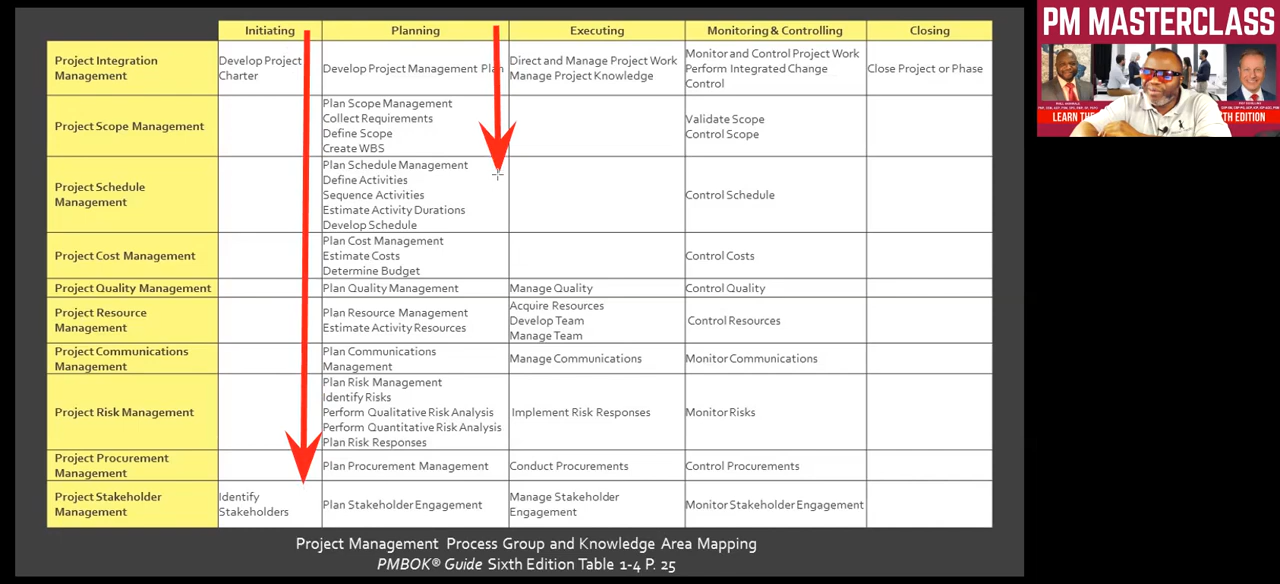 Initiating
Planning
Executing
Monitoring & Controlling
Closing
Project Integration
Management
Develop Project
Charter
Develop Project Management Plan
Direct and Manage Project Work
Manage Project Knowledge
Monitor and Control Project Work
Perform Integrated Change
Control
Close Project or Phase
Project Scope Management
Plan Scope Management
Collect Requirements
Define Scope
Create WBS
Validate Scope
Control Scope
Project Schedule
Management
Plan Schedule Management
Define Activities
Sequence Activities
Estimate Activity Durations
Develop Schedule
Control Schedule
Project Cost Management
Plan Cost Management
Estimate Costs
Determine Budget
Control Costs
Project Quality Management
Plan Quality Management
Manage Quality
Control Quality
Project Resource
Management
Plan Resource Management
Estimate Activity Resources
Acquire Resources
Develop Team
Manage Team
Control Resources
Project Communications
Management
Plan Communications
Management
Manage Communications
Monitor Communications
Project Risk Management
Plan Risk Management
Identify Risks
Perform Qualitative Risk Analysis
Perform Quantitative Risk Analysis
Plan Risk Responses
Implement Risk Responses
Monitor Risks
Project Procurement
Management
Plan Procurement Management
Conduct Procurements
Control Procurements
Project Stakeholder
Management
Identify
Stakeholders
Plan Stakeholder Engagement
Manage Stakeholder
Engagement
Monitor Stakeholder Engagement
Project Management Process Group and Knowledge Area Mapping
PMBOK® Guide Sixth Edition Table 1-4 P. 25
PM MASTERCLASS
LEARN EDITION